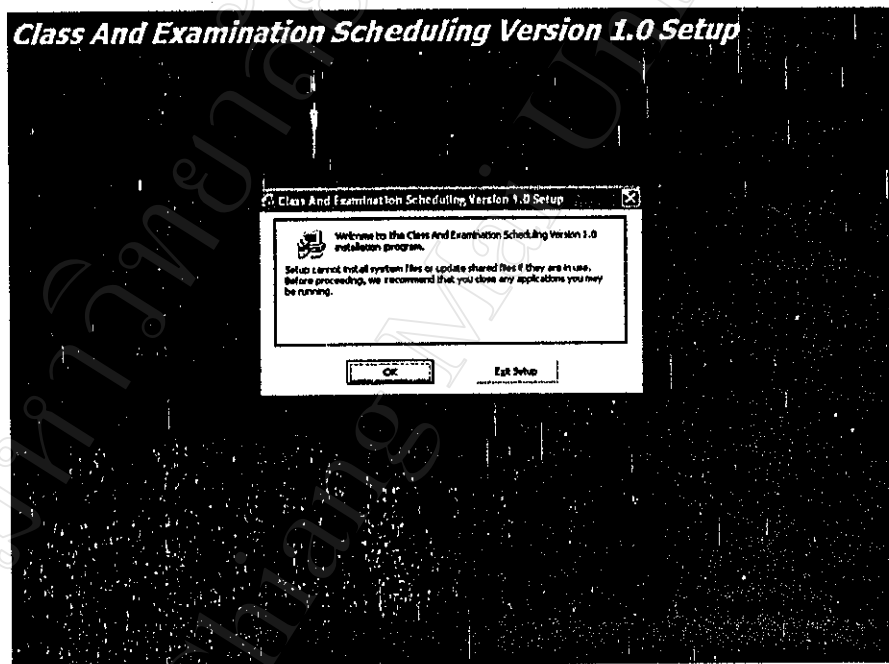 Class And Examination Scheduling Version 1.0 Setup
Class And Examination Scheduling Version 1.0 Setup
Welcome to the Class And Examination Scheduling Version 1.0
installation program.
Setup cannot install system files or update shared files if they are in use.
Before proceeding, we recommend that you close any applications you may
be running.
OK
Exit Setup